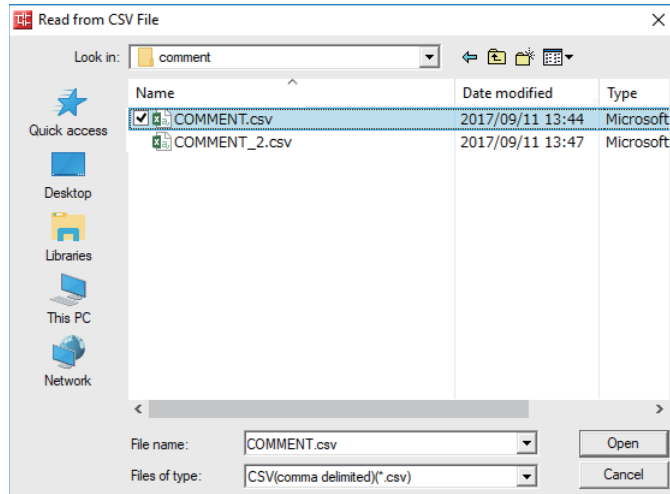 Read from CSV File
Look in: comment
Name Date modified Type
COMMENT.csv 2017/09/11 13:44 Microsoft
COMMENT_2.csv 2017/09/11 13:47 Microsoft
Quick access
Desktop
Libraries
This PC
Network
File name: COMMENT.csv Open
Files of type: CSV(comma delimited)(*.csv) Cancel